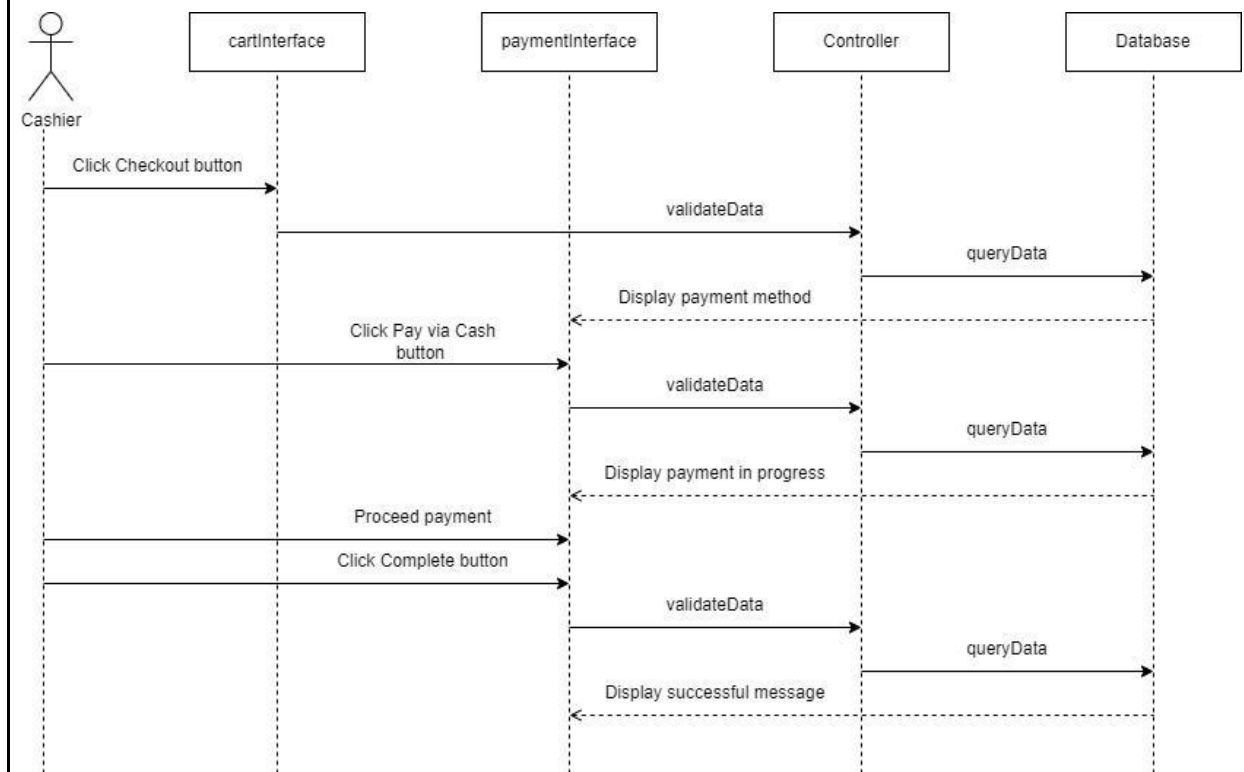 cartInterface
paymentInterface
Controller
Database
Cashier
Click Checkout button
validateData
queryData
Display payment method
Click Pay via Cash
button
validateData
queryData
Display payment in progress
Proceed payment
Click Complete button
validateData
queryData
Display successful message